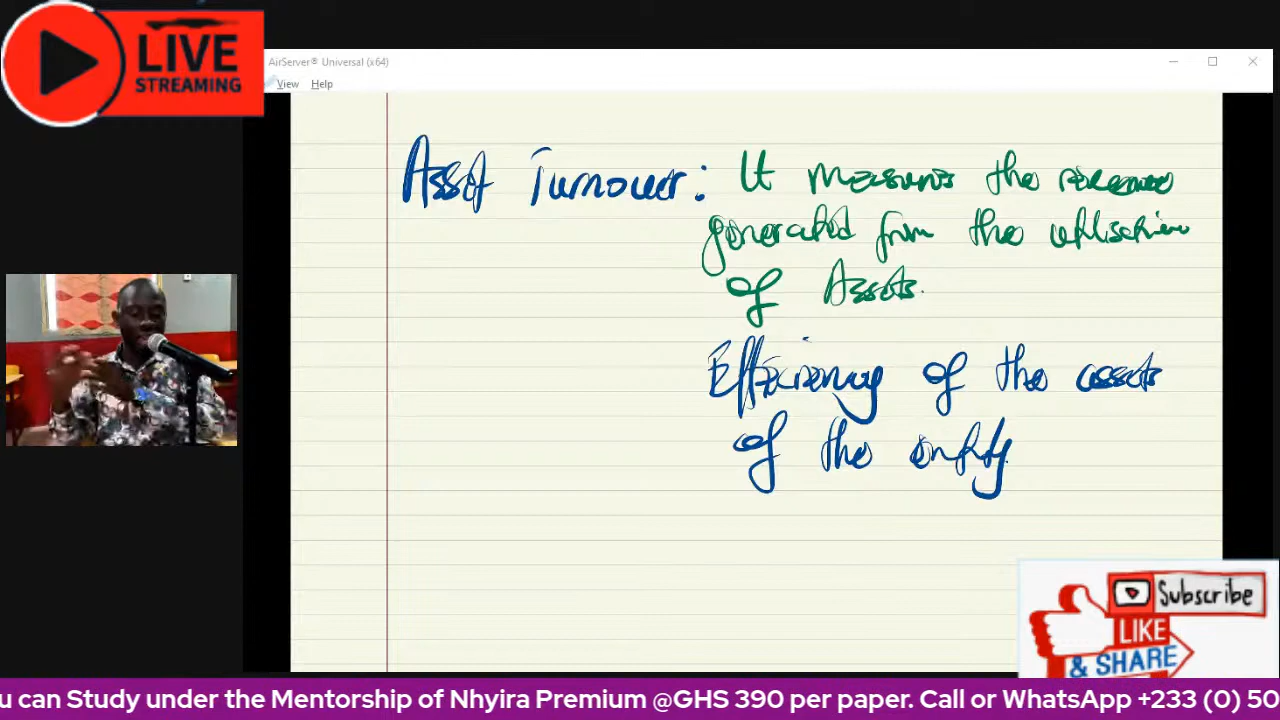 LIVE
STREAMING
AirServer® Universal (x64)
View Help
Asset Turnover: It measures the revenue
generated from the utilisation
of Assets.
Efficiency of the assets
of the entity.
Subscribe
LIKE
& SHARE
u can Study under the Mentorship of Nhyira Premium @GHS 390 per paper. Call or WhatsApp +233 (0) 50